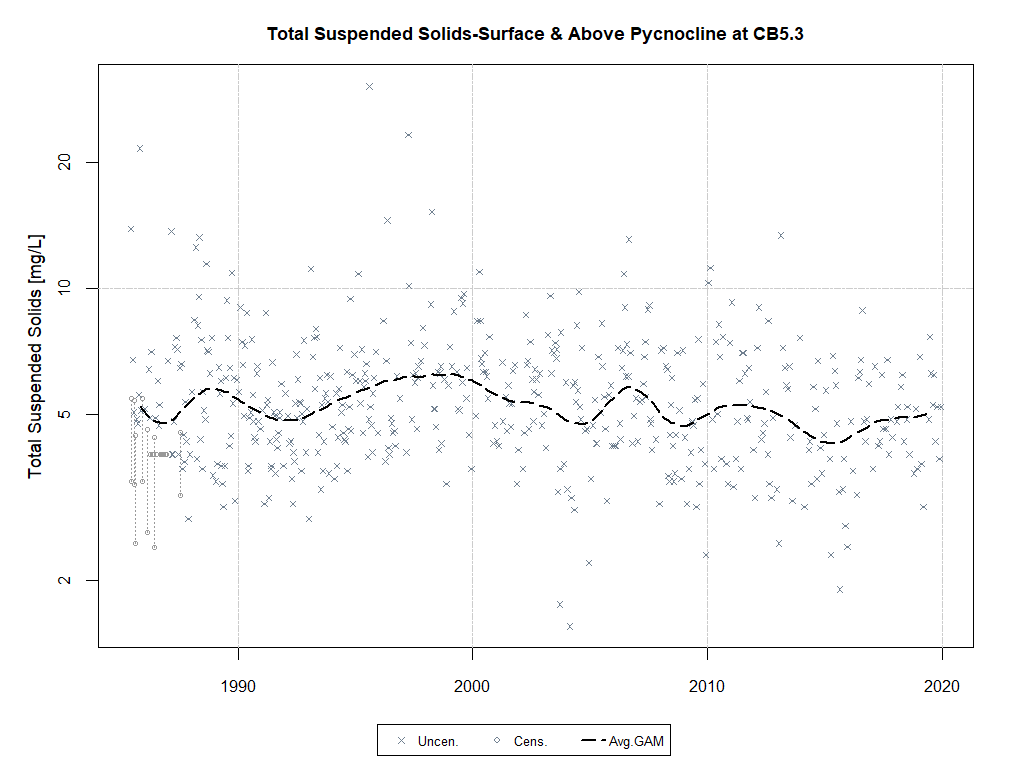 Total Suspended Solids-Surface & Above Pycnocline at CB5.3
Total Suspended Solids [mg/L]
20
10
5
2
1990
2000
2010
2020
Uncen.
Cens.
Avg.GAM